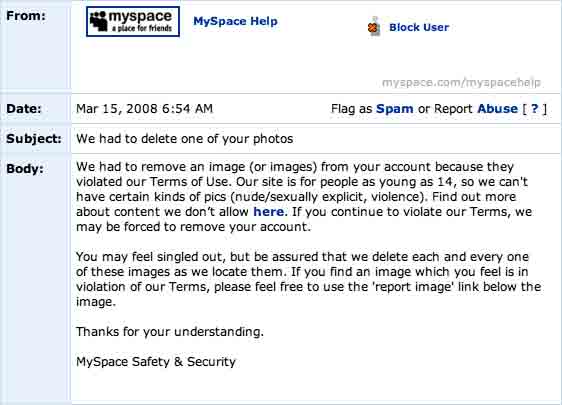 From:
myspace
a place for friends
MySpace Help
Block User
myspace.com/myspacehelp
Date: Mar 15, 2008 6:54 AM Flag as Spam or Report Abuse [ ? ]
Subject: We had to delete one of your photos
Body: We had to remove an image (or images) from your account because they
violated our Terms of Use. Our site is for people as young as 14, so we can't
have certain kinds of pics (nude/sexually explicit, violence). Find out more
about content we don’t allow here. If you continue to violate our Terms, we
may be forced to remove your account.
You may feel singled out, but be assured that we delete each and every one
of these images as we locate them. If you find an image which you feel is in
violation of our Terms, please feel free to use the 'report image' link below the
image.
Thanks for your understanding.
MySpace Safety & Security